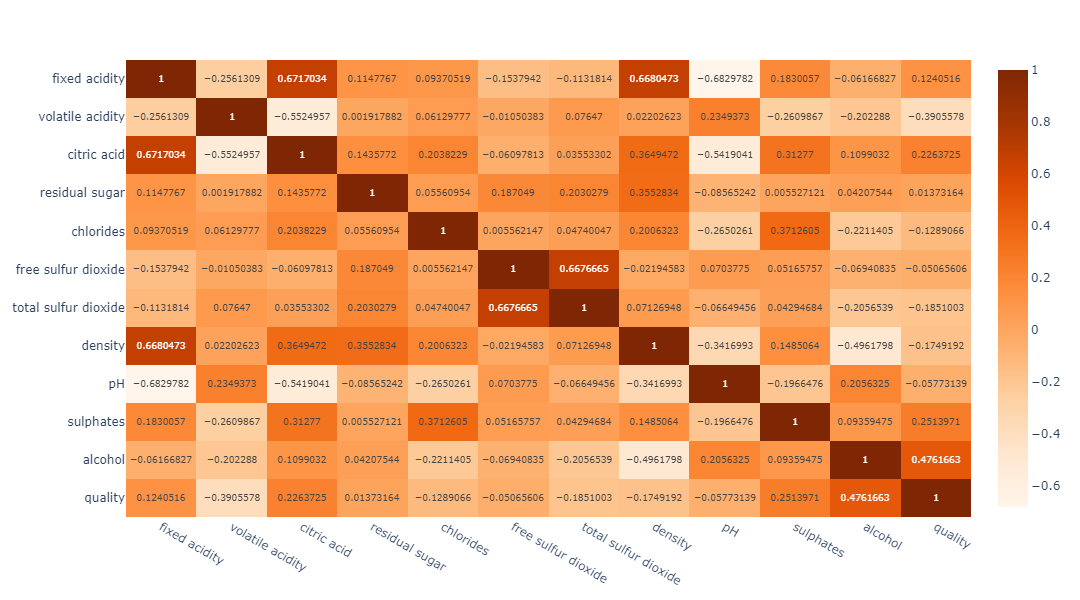 fixed acidity 1 −0.2561309 0.6717034 0.1147767 0.09370519 −0.1537942 −0.1131814 0.6680473 −0.6829782 0.1830057 −0.06166827 0.1240516
volatile acidity −0.2561309 1 −0.5524957 0.001917882 0.06129777 −0.01050383 0.07647 0.02202623 0.2349373 −0.2609867 −0.202288 −0.3905578
citric acid 0.6717034 −0.5524957 1 0.1435772 0.2038229 −0.06097813 0.03553302 0.3649472 −0.5419041 0.31277 0.1099032 0.2263725
residual sugar 0.1147767 0.001917882 0.1435772 1 0.05560954 0.187049 0.2030279 0.3552834 −0.08565242 0.005527121 0.04207544 0.01373164
chlorides 0.09370519 0.06129777 0.2038229 0.05560954 1 0.005562147 0.04740047 0.2006323 −0.2650261 0.3712605 −0.2211405 −0.1289066
free sulfur dioxide −0.1537942 −0.01050383 −0.06097813 0.187049 0.005562147 1 0.6676665 −0.02194583 0.0703775 0.05165757 −0.06940835 −0.05065606
total sulfur dioxide −0.1131814 0.07647 0.03553302 0.2030279 0.04740047 0.6676665 1 0.07126948 −0.06649456 0.04294684 −0.2056539 −0.1851003
density 0.6680473 0.02202623 0.3649472 0.3552834 0.2006323 −0.02194583 0.07126948 1 −0.3416993 0.1485064 −0.4961798 −0.1749192
pH −0.6829782 0.2349373 −0.5419041 −0.08565242 −0.2650261 0.0703775 −0.06649456 −0.3416993 1 −0.1966476 0.2056325 −0.05773139
sulphates 0.1830057 −0.2609867 0.31277 0.005527121 0.3712605 0.05165757 0.04294684 0.1485064 −0.1966476 1 0.09359475 0.2513971
alcohol −0.06166827 −0.202288 0.1099032 0.04207544 −0.2211405 −0.06940835 −0.2056539 −0.4961798 0.2056325 0.09359475 1 0.4761663
quality 0.1240516 −0.3905578 0.2263725 0.01373164 −0.1289066 −0.05065606 −0.1851003 −0.1749192 −0.05773139 0.2513971 0.4761663 1
fixed acidity
volatile acidity
citric acid
residual sugar
chlorides
free sulfur dioxide
total sulfur dioxide
density
pH
sulphates
alcohol
quality
1
0.8
0.6
0.4
0.2
0
−0.2
−0.4
−0.6